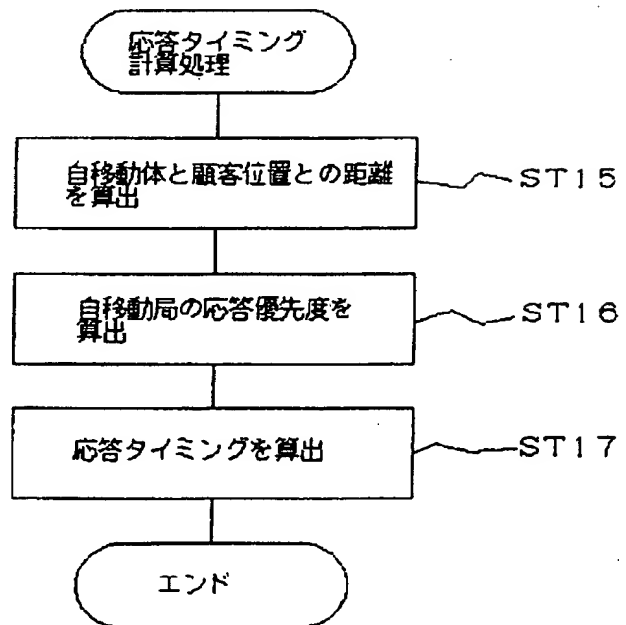 応答タイミング
計算処理
自移動体と顧客位置との距離
を算出
ST15
自移動局の応答優先度を
算出
ST16
応答タイミングを算出
ST17
エンド